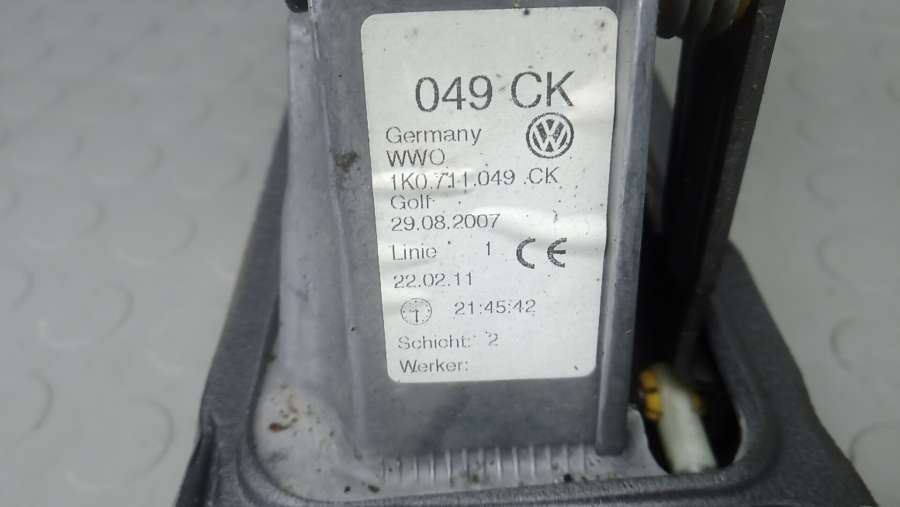 049 CK
Germany
WWO
1K0.711.049 .CK
Golf
29.08.2007
Linie 1 CE
22.02.11
21:45:42
Schicht: 2
Werker: